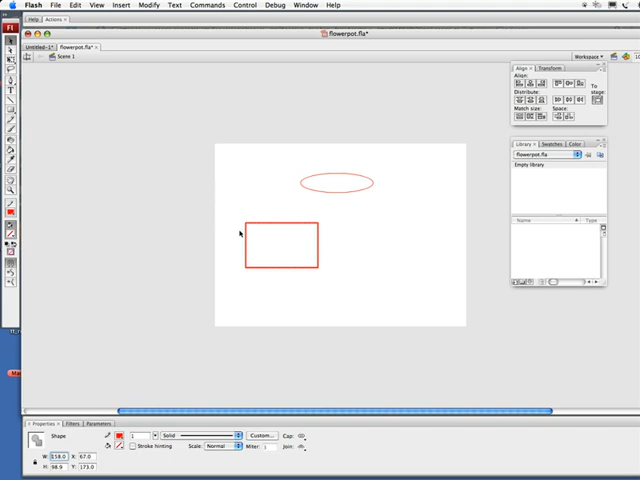 Flash File Edit View Insert Modify Text Commands Control Debug Window Help
Help Actions ×
flowerpot.fla*
Fl
Untitled-1* flowerpot.fla* ×
Scene 1 Workspace
Align × Transform
Align:
To stage:
Distribute:
Match size: Space:
Library × Swatches Color
flowerpot.fla
Empty library
Name Type
Properties × Filters Parameters
Shape 1 Solid Custom... Cap:
Stroke hinting Scale: Normal Miter: Join:
W: 158.0 X: 67.0
H: 98.9 Y: 173.0